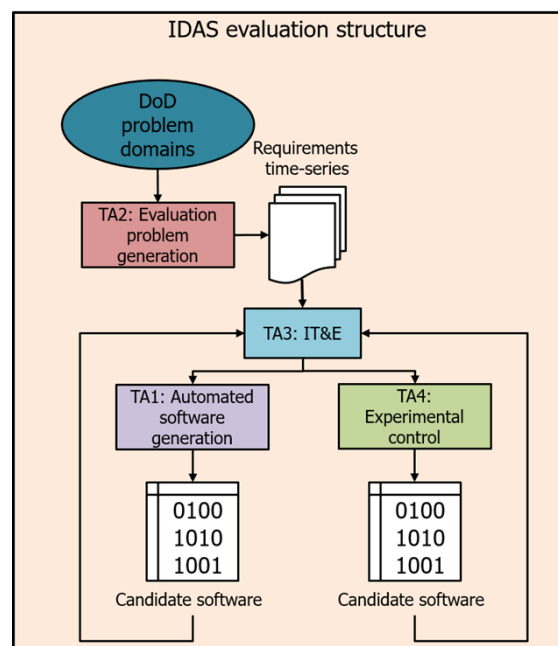 IDAS evaluation structure
DoD
problem
domains
Requirements
time-series
TA2: Evaluation
problem
generation
TA3: IT&E
TA1: Automated
software
generation
TA4:
Experimental
control
0100
1010
1001
0100
1010
1001
Candidate software
Candidate software